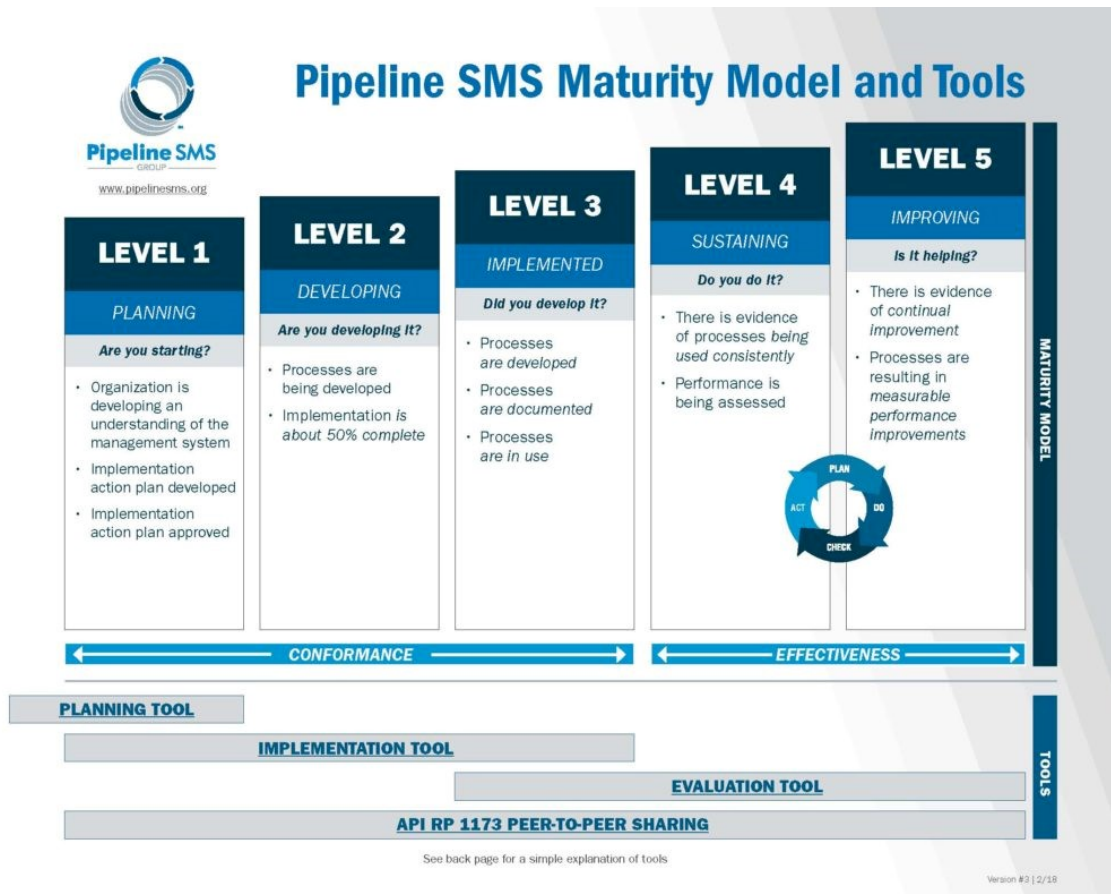 Pipeline SMS Maturity Model and Tools
Pipeline SMS
GROUP
www.pipelinesms.org
LEVEL 1
PLANNING
Are you starting?
• Organization is
developing an
understanding of the
management system
• Implementation
action plan developed
• Implementation
action plan approved
LEVEL 2
DEVELOPING
Are you developing it?
• Processes are
being developed
• Implementation is
about 50% complete
LEVEL 3
IMPLEMENTED
Did you develop it?
• Processes
are developed
• Processes
are documented
• Processes
are in use
LEVEL 4
SUSTAINING
Do you do it?
• There is evidence
of processes being
used consistently
• Performance is
being assessed
LEVEL 5
IMPROVING
Is it helping?
• There is evidence
of continual
improvement
• Processes are
resulting in
measurable
performance
improvements
PLAN
DO
CHECK
ACT
MATURITY MODEL
CONFORMANCE
EFFECTIVENESS
PLANNING TOOL
IMPLEMENTATION TOOL
EVALUATION TOOL
API RP 1173 PEER-TO-PEER SHARING
TOOLS
See back page for a simple explanation of tools
Version #3 | 2/18